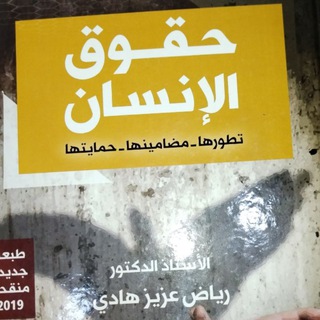 حقوق
الإنسان
تطورها - مضامينها - حمايتها
الأستاذ الدكتور
رياض عزيز هادي
طبعة
جديدة
منقحة
2019